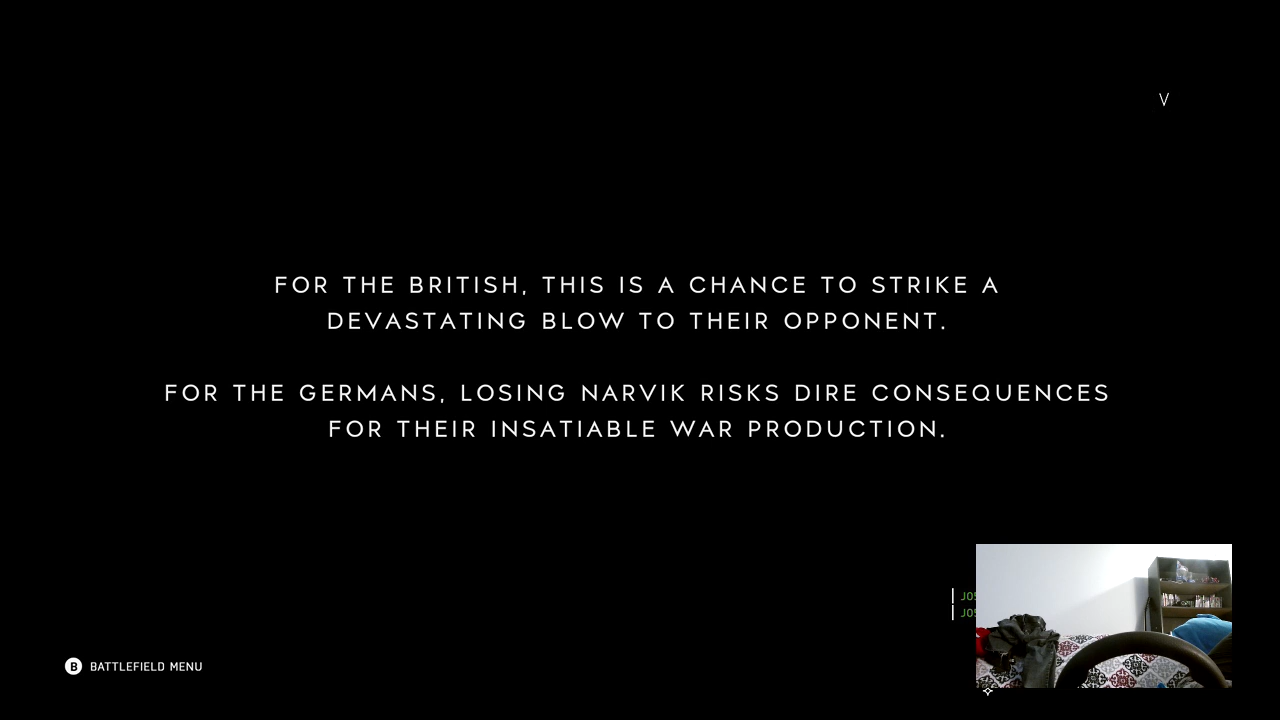 V
FOR THE BRITISH, THIS IS A CHANCE TO STRIKE A
DEVASTATING BLOW TO THEIR OPPONENT.
FOR THE GERMANS, LOSING NARVIK RISKS DIRE CONSEQUENCES
FOR THEIR INSATIABLE WAR PRODUCTION.
B BATTLEFIELD MENU